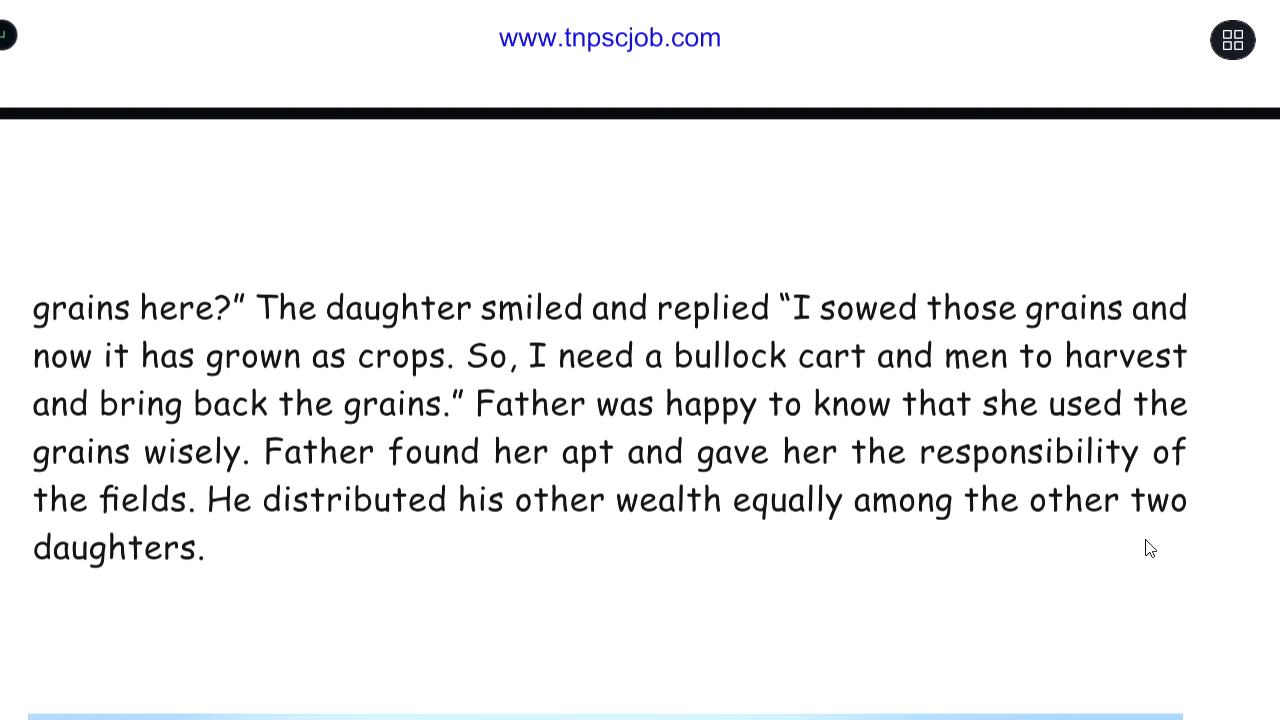 www.tnpscjob.com
grains here?” The daughter smiled and replied “I sowed those grains and
now it has grown as crops. So, I need a bullock cart and men to harvest
and bring back the grains.” Father was happy to know that she used the
grains wisely. Father found her apt and gave her the responsibility of
the fields. He distributed his other wealth equally among the other two
daughters.